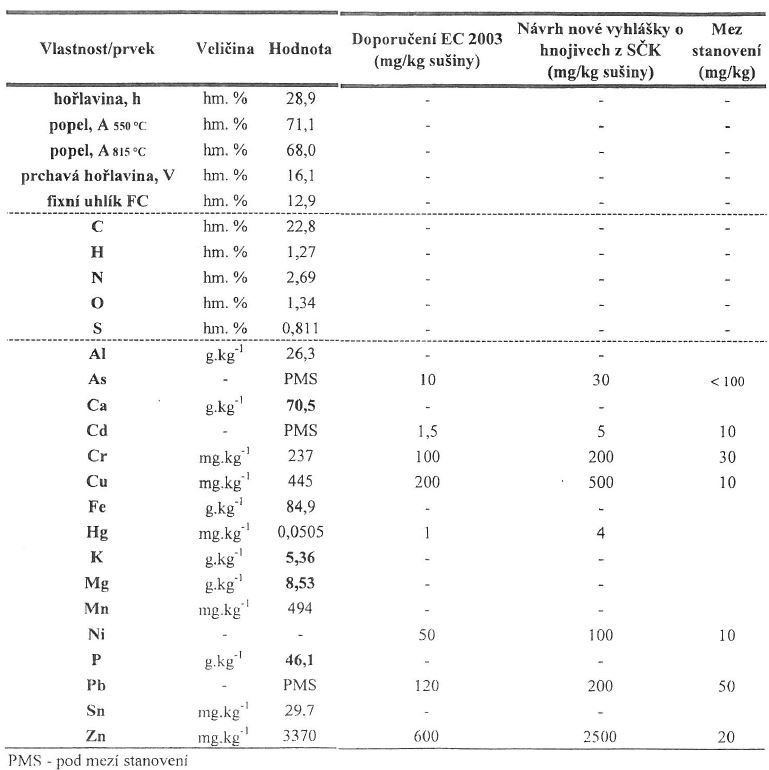 Vlastnost/prvek Veličina Hodnota Doporučení EC 2003 (mg/kg sušiny) Návrh nové vyhlášky o hnojivech z SČK (mg/kg sušiny) Mez stanovení (mg/kg)
hořlavina, h hm. % 28,9 - - -
popel, A 550 °C hm. % 71,1 - - -
popel, A 815 °C hm. % 68,0 - - -
prchavá hořlavina, V hm. % 16,1 - - -
fixní uhlík FC hm. % 12,9 - - -
C hm. % 22,8 - - -
H hm. % 1,27 - - -
N hm. % 2,69 - - -
O hm. % 1,34 - - -
S hm. % 0,811 - - -
Al g.kg⁻¹ 26,3 - -
As - PMS 10 30 < 100
Ca g.kg⁻¹ 70,5 - -
Cd - PMS 1,5 5 10
Cr mg.kg⁻¹ 237 100 200 30
Cu mg.kg⁻¹ 445 200 500 10
Fe g.kg⁻¹ 84,9 - -
Hg mg.kg⁻¹ 0,0505 1 4
K g.kg⁻¹ 5,36 - -
Mg g.kg⁻¹ 8,53 - -
Mn mg.kg⁻¹ 494 - -
Ni - - 50 100 10
P g.kg⁻¹ 46,1 - -
Pb - PMS 120 200 50
Sn mg.kg⁻¹ 29.7 - -
Zn mg.kg⁻¹ 3370 600 2500 20
PMS - pod mezí stanovení